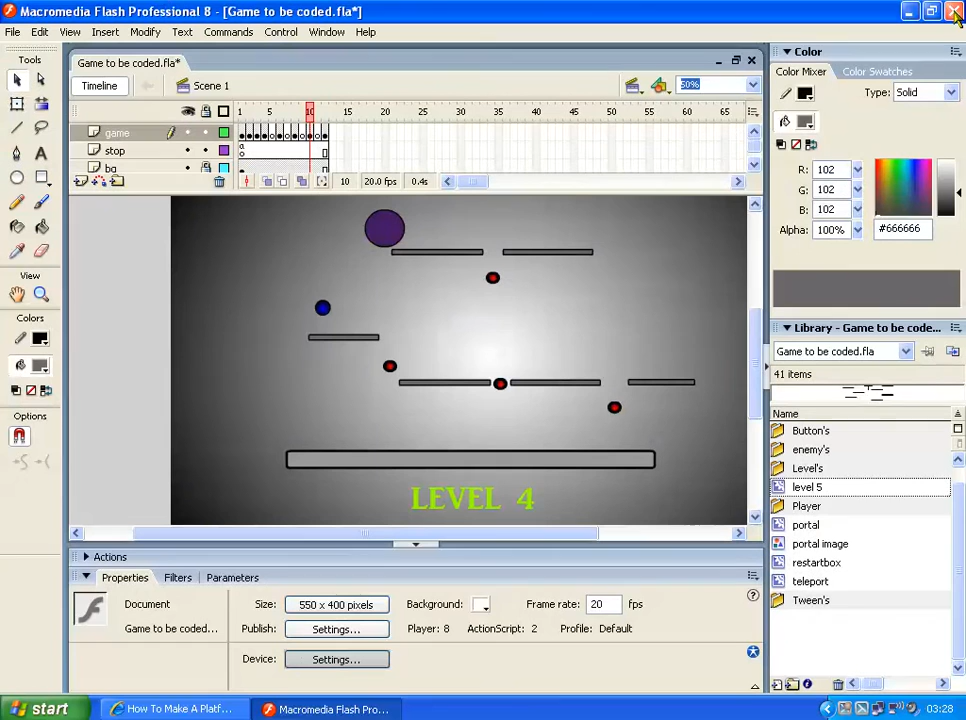 Macromedia Flash Professional 8 - [Game to be coded.fla*]
File Edit View Insert Modify Text Commands Control Window Help
Tools
View
Colors
Options
Game to be coded.fla*
Timeline
Scene 1
50%
1 5 10 15 20 25 30 35 40 45 50 55 60 65
game
stop
a
bg
10 20.0 fps 0.4s
LEVEL 4
Actions
Properties Filters Parameters
Document
Game to be coded...
Size: 550 x 400 pixels
Background:
Frame rate: 20 fps
Publish: Settings...
Player: 8 ActionScript: 2 Profile: Default
Device: Settings...
Color
Color Mixer Color Swatches
Type: Solid
R: 102
G: 102
B: 102
Alpha: 100%
#666666
Library - Game to be code...
Game to be coded.fla
41 items
Name
Button's
enemy's
Level's
level 5
Player
portal
portal image
restartbox
teleport
Tween's
start
How To Make A Platf...
Macromedia Flash Pro...
03:28